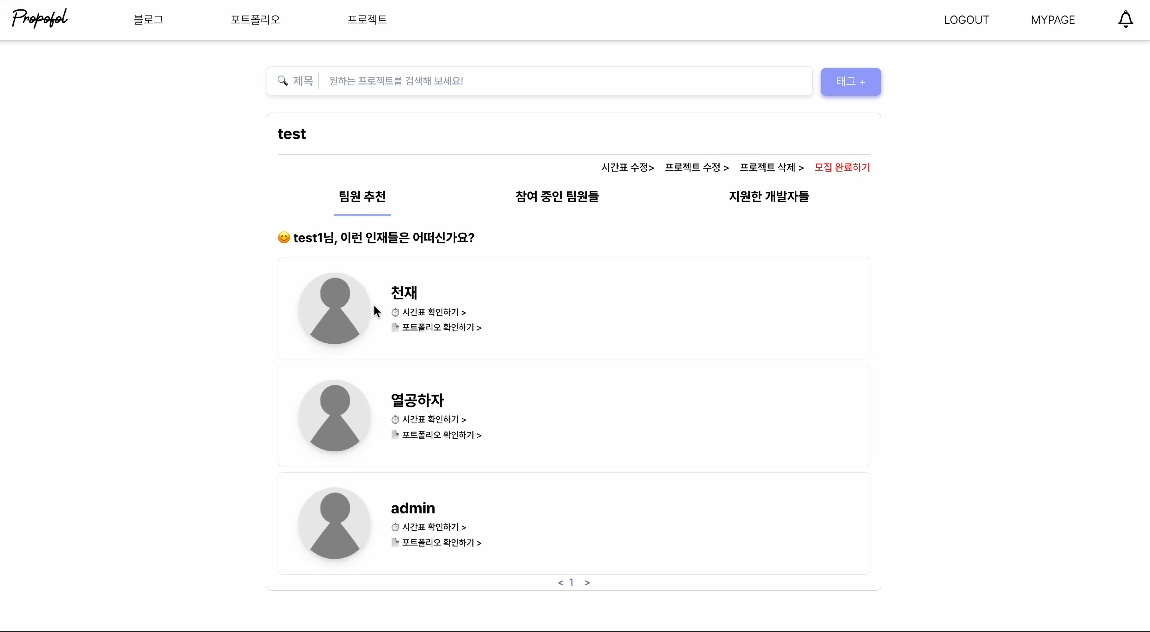 Propofol 블로그 포트폴리오 프로젝트 LOGOUT MYPAGE
제목 원하는 프로젝트를 검색해 보세요! 태그 +
test
시간표 수정> 프로젝트 수정 > 프로젝트 삭제 > 모집 완료하기
팀원 추천 참여 중인 팀원들 지원한 개발자들
😊 test1님, 이런 인재들은 어떠신가요?
천재
시간표 확인하기 >
포트폴리오 확인하기 >
열공하자
시간표 확인하기 >
포트폴리오 확인하기 >
admin
시간표 확인하기 >
포트폴리오 확인하기 >
< 1 >